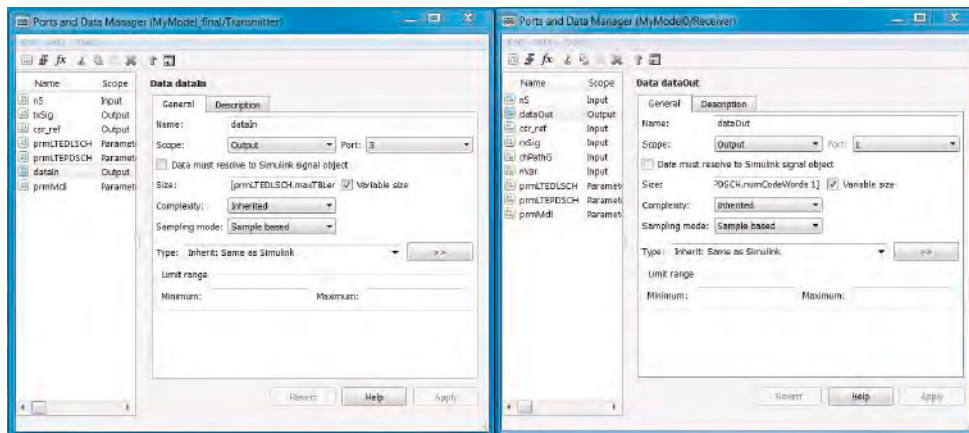 Ports and Data Manager (MyModel_final/Transmitter)
Name Scope
nS Input
txSig Output
csr_ref Output
prmLTEDLSCH Paramet
prmLTEPDSCH Paramet
dataIn Output
prmMdl Paramet
Data dataIn
General Description
Name: dataIn
Scope: Output Port: 3
Data must resolve to Simulink signal object
Size: [prmLTEDLSCH.maxTBLer Variable size
Complexity: Inherited
Sampling mode: Sample based
Type: Inherit: Same as Simulink >>
Limit range
Minimum: Maximum:
Revert Help Apply
Ports and Data Manager (MyModel0/Receiver)
Name Scope
nS Input
dataOut Output
csr_ref Input
rxSig Input
chPathG Input
nVar Input
prmLTEDLSCH Paramet
prmLTEPDSCH Paramet
prmMdl Paramet
Data dataOut
General Description
Name: dataOut
Scope: Output Port: 1
Data must resolve to Simulink signal object
Size: PDSCH.numCodeWords 1] Variable size
Complexity: Inherited
Sampling mode: Sample based
Type: Inherit: Same as Simulink >>
Limit range
Minimum: Maximum:
Revert Help Apply